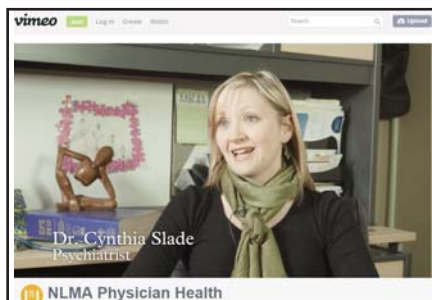 vimeo Join Log In Create Watch Search Upload
Dr. Cynthia Slade
Psychiatrist
NLMA Physician Health